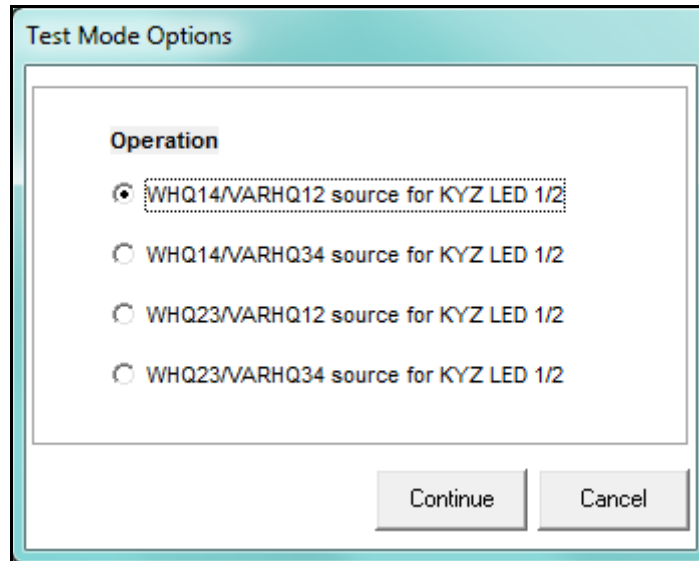 Test Mode Options
Operation
WHQ14/VARHQ12 source for KYZ LED 1/2
WHQ14/VARHQ34 source for KYZ LED 1/2
WHQ23/VARHQ12 source for KYZ LED 1/2
WHQ23/VARHQ34 source for KYZ LED 1/2
Continue Cancel